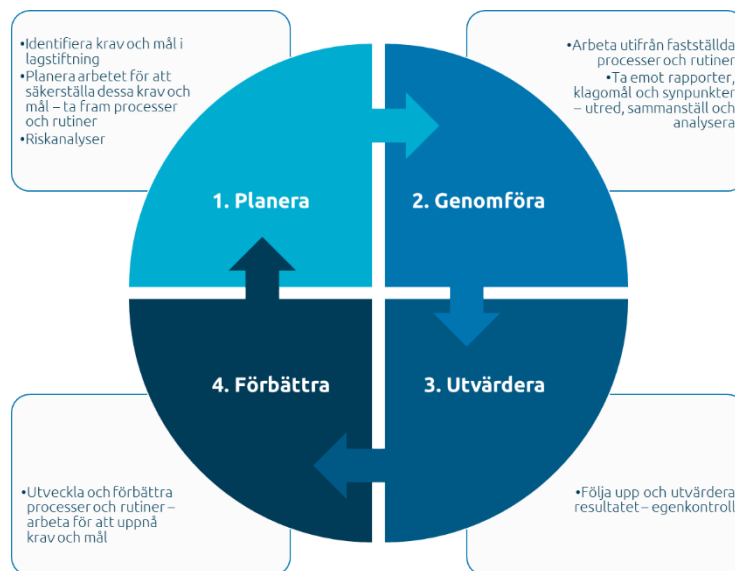 •Identifiera krav och mål i
lagstiftning
•Planera arbetet för att
säkerställa dessa krav och
mål – ta fram processer
och rutiner
•Riskanalyser
•Arbeta utifrån fastställda
processer och rutiner
•Ta emot rapporter,
klagomål och synpunkter
– utred, sammanställ och
analysera
1. Planera
2. Genomföra
4. Förbättra
3. Utvärdera
•Utveckla och förbättra
processer och rutiner –
arbeta för att uppnå
krav och mål
•Följa upp och utvärdera
resultatet – egenkontroll